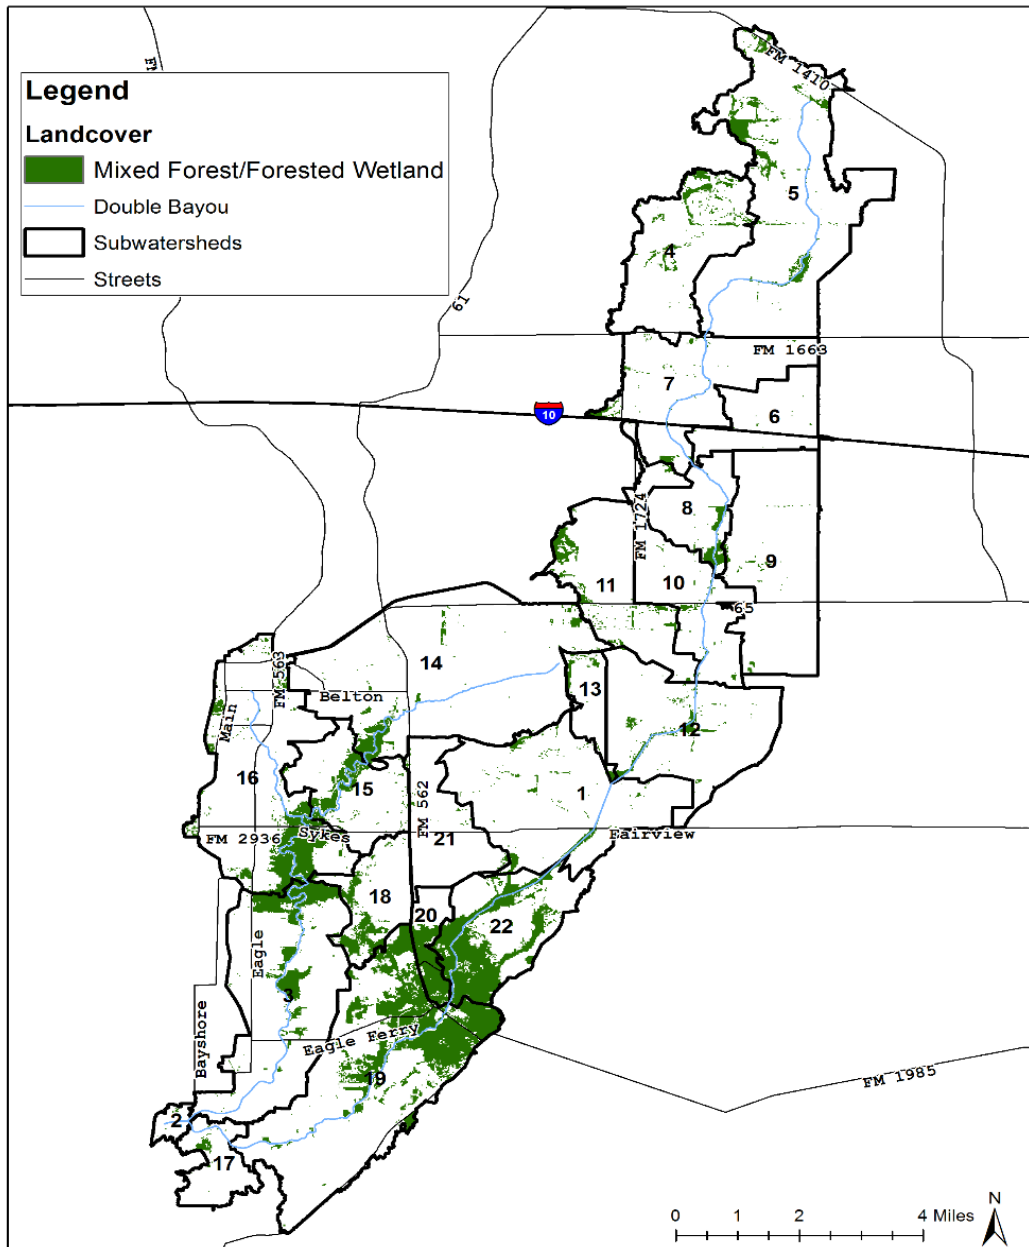 Legend
Landcover
Mixed Forest/Forested Wetland
Double Bayou
Subwatersheds
Streets
FM 1410
5
4
61
FM 1663
7
10
6
8
FM 1724
9
11
10
65
14
13
FM 563
Belton
Main
12
16
15
1
FM 562
Sykes
FM 2936
21
Fairview
18
20
22
Eagle
3
Bayshore
Eagle Ferry
19
FM 1985
2
17
N
0 1 2 4 Miles